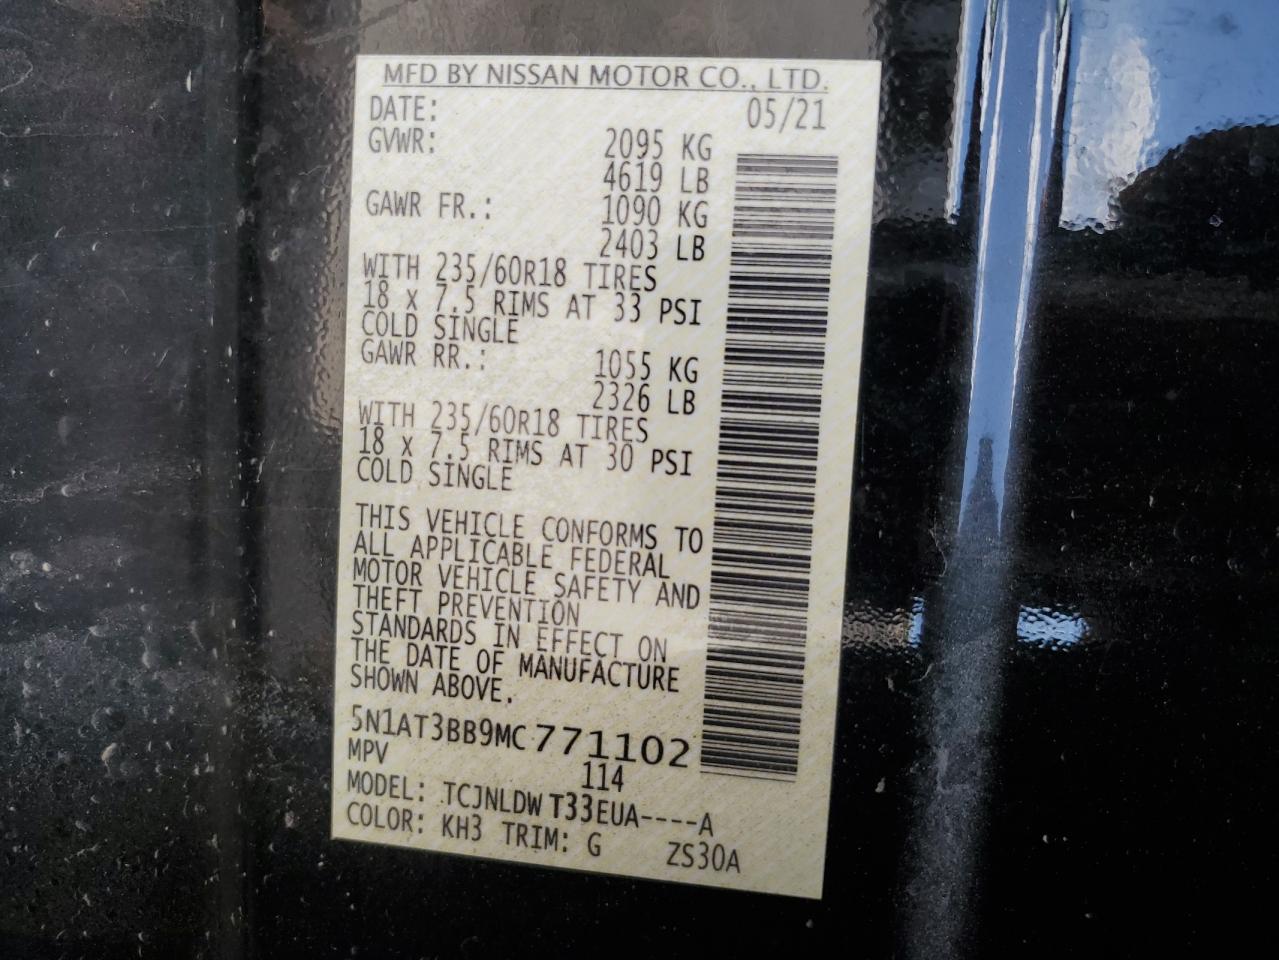 MFD BY NISSAN MOTOR CO., LTD.
DATE: 05/21
GVWR: 2095 KG
4619 LB
GAWR FR.: 1090 KG
2403 LB
WITH 235/60R18 TIRES
18 X 7.5 RIMS AT 33 PSI
COLD SINGLE
GAWR RR.: 1055 KG
2326 LB
WITH 235/60R18 TIRES
18 X 7.5 RIMS AT 30 PSI
COLD SINGLE
THIS VEHICLE CONFORMS TO
ALL APPLICABLE FEDERAL
MOTOR VEHICLE SAFETY AND
THEFT PREVENTION
STANDARDS IN EFFECT ON
THE DATE OF MANUFACTURE
SHOWN ABOVE.
5N1AT3BB9MC771102
MPV 114
MODEL: TCJNLDWT33EUA----A
COLOR: KH3 TRIM: G ZS30A